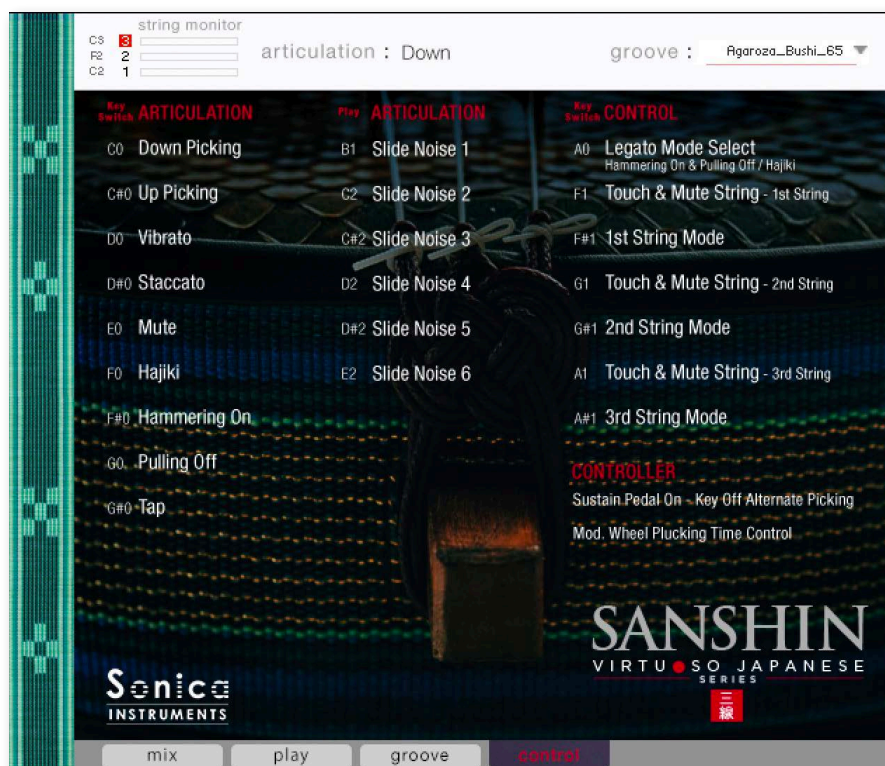 string monitor
C3 3
F2 2
C2 1
articulation : Down
groove : Agaroza_Bushi_65
Key Switch ARTICULATION
C0 Down Picking
C#0 Up Picking
D0 Vibrato
D#0 Staccato
E0 Mute
F0 Hajiki
F#0 Hammering On
G0 Pulling Off
G#0 Tap
Play ARTICULATION
B1 Slide Noise 1
C2 Slide Noise 2
C#2 Slide Noise 3
D2 Slide Noise 4
D#2 Slide Noise 5
E2 Slide Noise 6
Key Switch CONTROL
A0 Legato Mode Select
Hammering On & Pulling Off / Hajiki
F1 Touch & Mute String - 1st String
F#1 1st String Mode
G1 Touch & Mute String - 2nd String
G#1 2nd String Mode
A1 Touch & Mute String - 3rd String
A#1 3rd String Mode
CONTROLLER
Sustain Pedal On - Key Off Alternate Picking
Mod. Wheel Plucking Time Control
SANSHIN
VIRTUOSO JAPANESE
SERIES
三線
Sonica
INSTRUMENTS
mix
play
groove
control